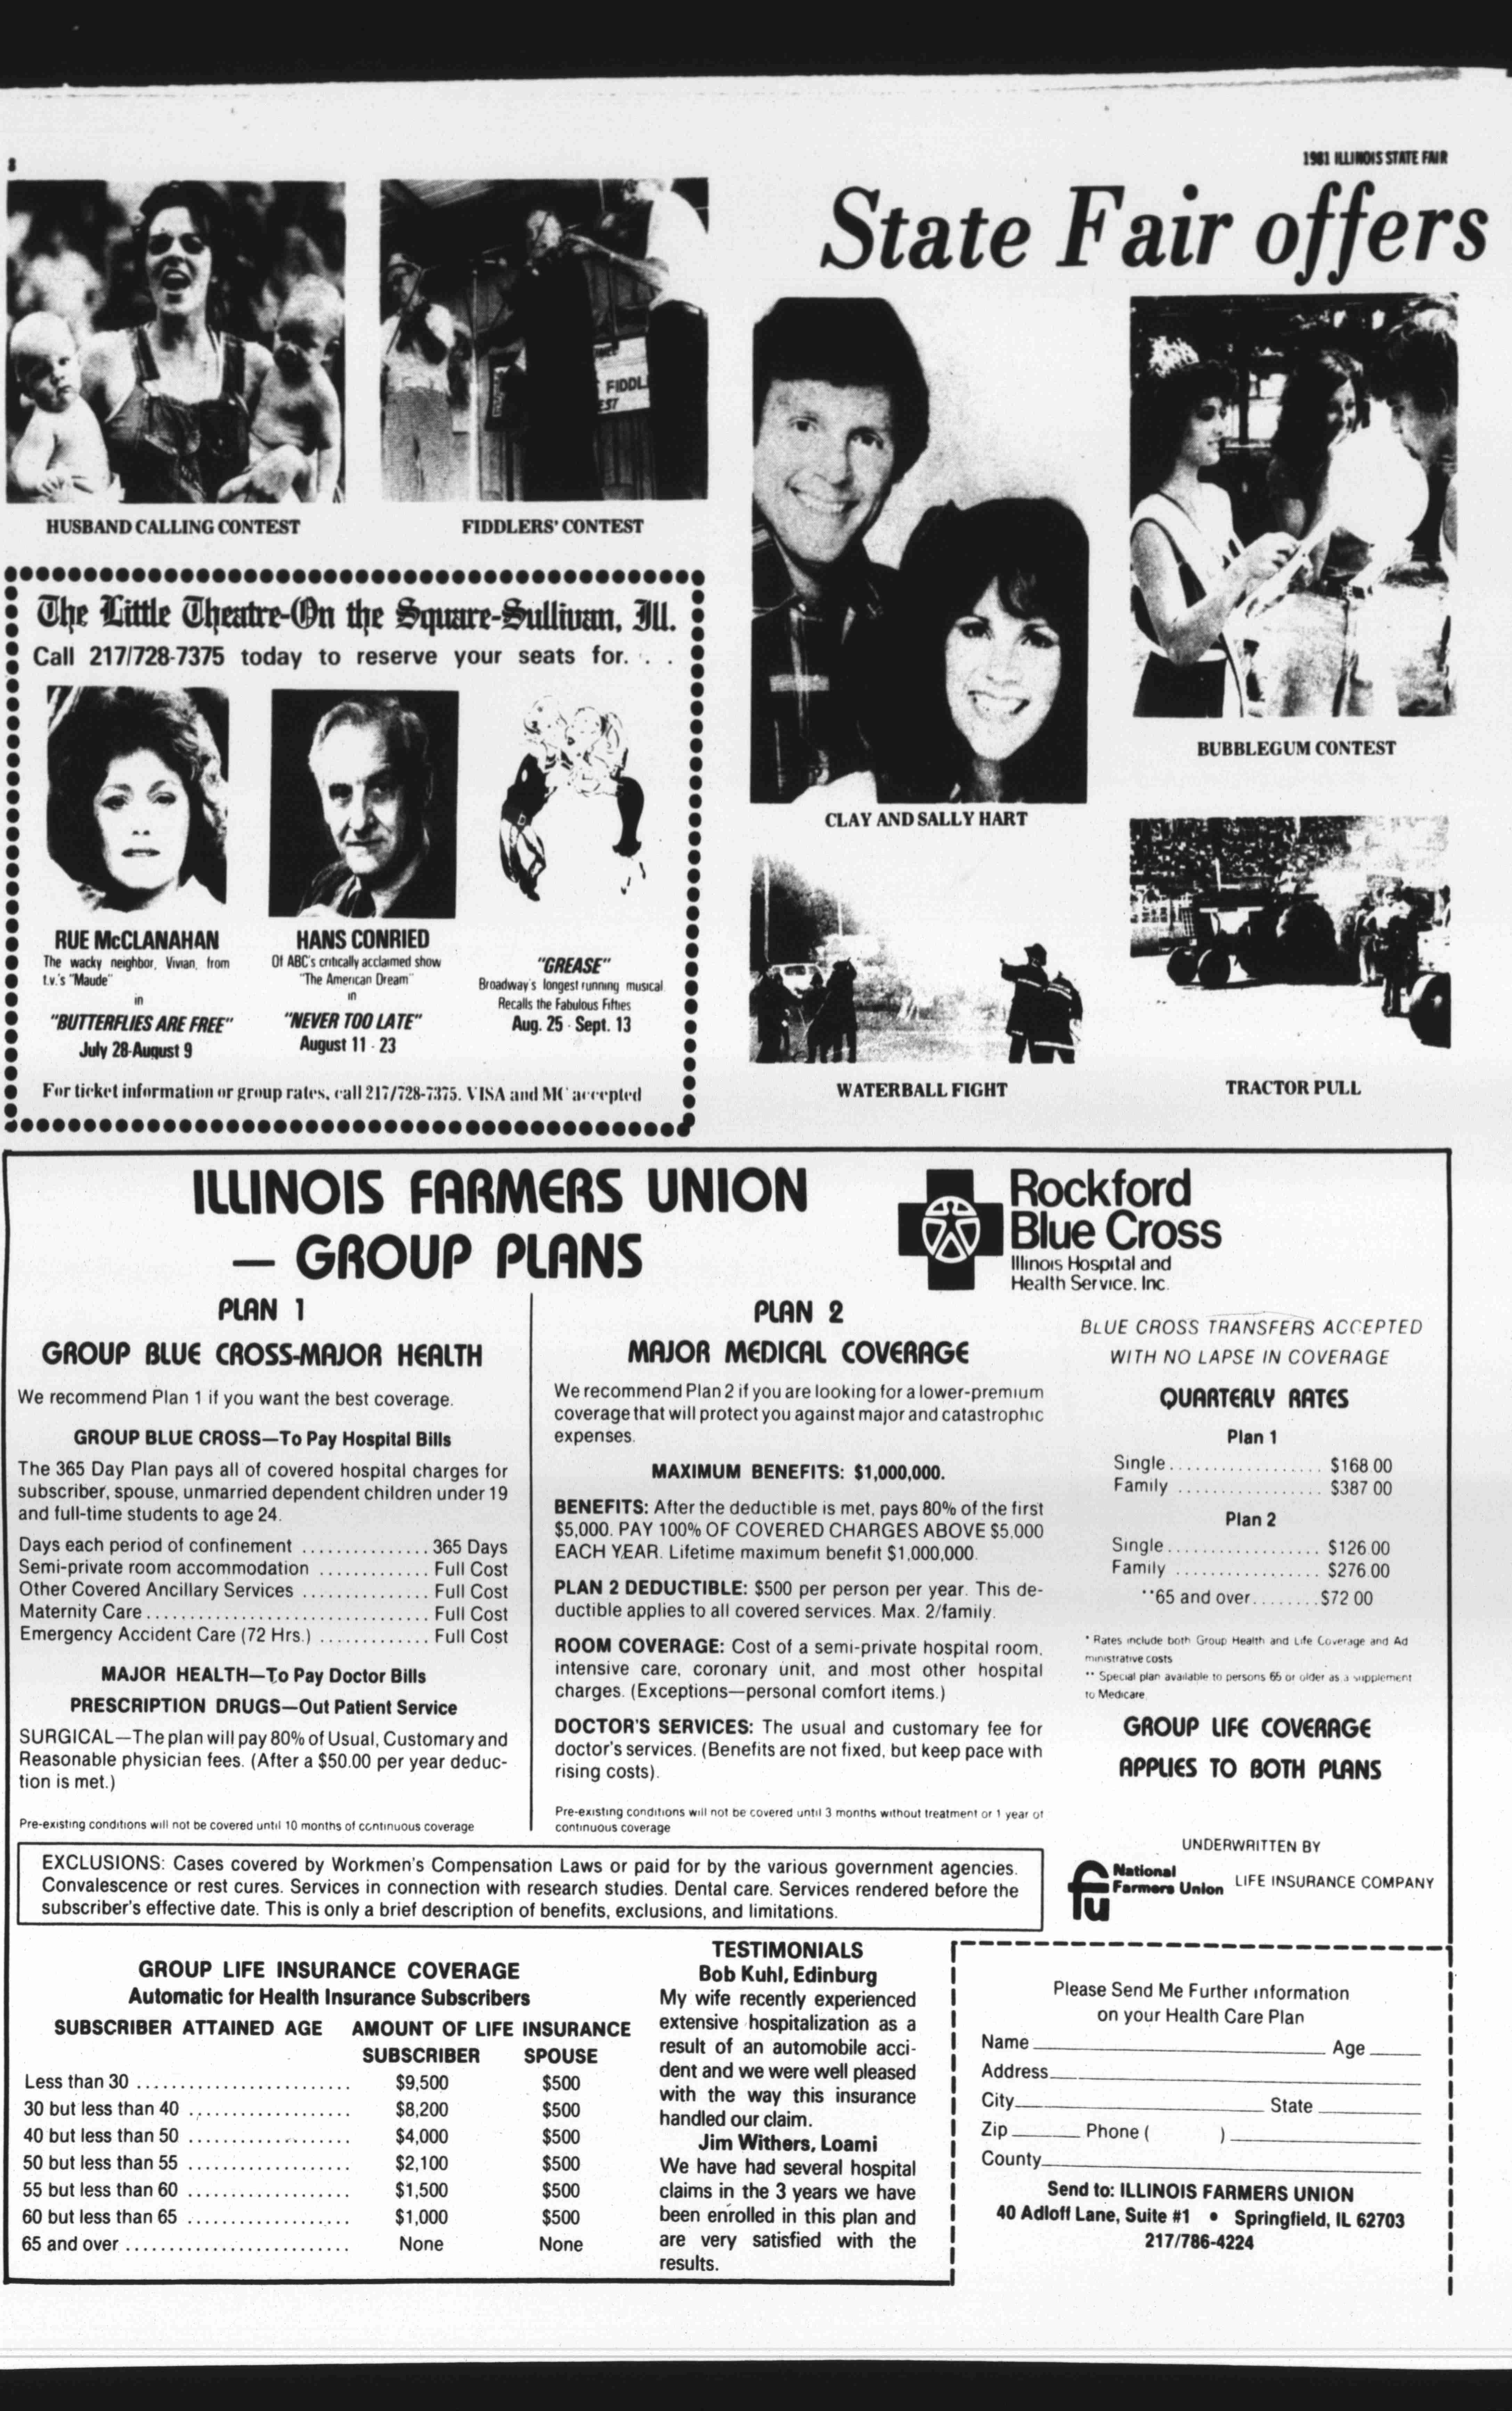 8
1981 ILLINOIS STATE FAIR
State Fair offers
FIDDL
EST
HUSBAND CALLING CONTEST
FIDDLERS' CONTEST
CLAY AND SALLY HART
BUBBLEGUM CONTEST
WATERBALL FIGHT
TRACTOR PULL
The Little Theatre-On the Square-Sullivan, Ill.
Call 217/728-7375 today to reserve your seats for. . .
RUE McCLANAHAN
The wacky neighbor, Vivian, from
t.v.'s "Maude"
in
"BUTTERFLIES ARE FREE"
July 28-August 9
HANS CONRIED
Of ABC's critically acclaimed show
"The American Dream"
in
"NEVER TOO LATE"
August 11 - 23
"GREASE"
Broadway's longest running musical
Recalls the Fabulous Fifties
Aug. 25 - Sept. 13
For ticket information or group rates, call 217/728-7375. VISA and MC accepted
ILLINOIS FARMERS UNION
— GROUP PLANS
Rockford
Blue Cross
Illinois Hospital and
Health Service, Inc.
PLAN 1
GROUP BLUE CROSS-MAJOR HEALTH
We recommend Plan 1 if you want the best coverage.
GROUP BLUE CROSS—To Pay Hospital Bills
The 365 Day Plan pays all of covered hospital charges for
subscriber, spouse, unmarried dependent children under 19
and full-time students to age 24.
Days each period of confinement ............... 365 Days
Semi-private room accommodation ............. Full Cost
Other Covered Ancillary Services ............... Full Cost
Maternity Care................................ Full Cost
Emergency Accident Care (72 Hrs.) ............. Full Cost
MAJOR HEALTH—To Pay Doctor Bills
PRESCRIPTION DRUGS—Out Patient Service
SURGICAL—The plan will pay 80% of Usual, Customary and
Reasonable physician fees. (After a $50.00 per year deduc-
tion is met.)
Pre-existing conditions will not be covered until 10 months of continuous coverage
PLAN 2
MAJOR MEDICAL COVERAGE
We recommend Plan 2 if you are looking for a lower-premium
coverage that will protect you against major and catastrophic
expenses.
MAXIMUM BENEFITS: $1,000,000.
BENEFITS: After the deductible is met, pays 80% of the first
$5,000. PAY 100% OF COVERED CHARGES ABOVE $5,000
EACH YEAR. Lifetime maximum benefit $1,000,000.
PLAN 2 DEDUCTIBLE: $500 per person per year. This de-
ductible applies to all covered services. Max. 2/family.
ROOM COVERAGE: Cost of a semi-private hospital room,
intensive care, coronary unit, and most other hospital
charges. (Exceptions—personal comfort items.)
DOCTOR'S SERVICES: The usual and customary fee for
doctor's services. (Benefits are not fixed, but keep pace with
rising costs).
Pre-existing conditions will not be covered until 3 months without treatment or 1 year of
continuous coverage
BLUE CROSS TRANSFERS ACCEPTED
WITH NO LAPSE IN COVERAGE
QUARTERLY RATES
Plan 1
Single.................. $168.00
Family ................. $387.00
Plan 2
Single.................. $126.00
Family ................. $276.00
**65 and over........$72.00
* Rates include both Group Health and Life Coverage and Ad
ministrative costs
** Special plan available to persons 65 or older as a supplement
to Medicare.
GROUP LIFE COVERAGE
APPLIES TO BOTH PLANS
UNDERWRITTEN BY
fu National
Farmers Union LIFE INSURANCE COMPANY
EXCLUSIONS: Cases covered by Workmen's Compensation Laws or paid for by the various government agencies.
Convalescence or rest cures. Services in connection with research studies. Dental care. Services rendered before the
subscriber's effective date. This is only a brief description of benefits, exclusions, and limitations.
GROUP LIFE INSURANCE COVERAGE
Automatic for Health Insurance Subscribers
SUBSCRIBER ATTAINED AGE AMOUNT OF LIFE INSURANCE
SUBSCRIBER SPOUSE
Less than 30 ......................... $9,500 $500
30 but less than 40 ................... $8,200 $500
40 but less than 50 ................... $4,000 $500
50 but less than 55 ................... $2,100 $500
55 but less than 60 ................... $1,500 $500
60 but less than 65 ................... $1,000 $500
65 and over .......................... None None
TESTIMONIALS
Bob Kuhl, Edinburg
My wife recently experienced
extensive hospitalization as a
result of an automobile acci-
dent and we were well pleased
with the way this insurance
handled our claim.
Jim Withers, Loami
We have had several hospital
claims in the 3 years we have
been enrolled in this plan and
are very satisfied with the
results.
Please Send Me Further information
on your Health Care Plan
Name Age
Address
City State
Zip Phone ( )
County
Send to: ILLINOIS FARMERS UNION
40 Adloff Lane, Suite #1 • Springfield, IL 62703
217/786-4224